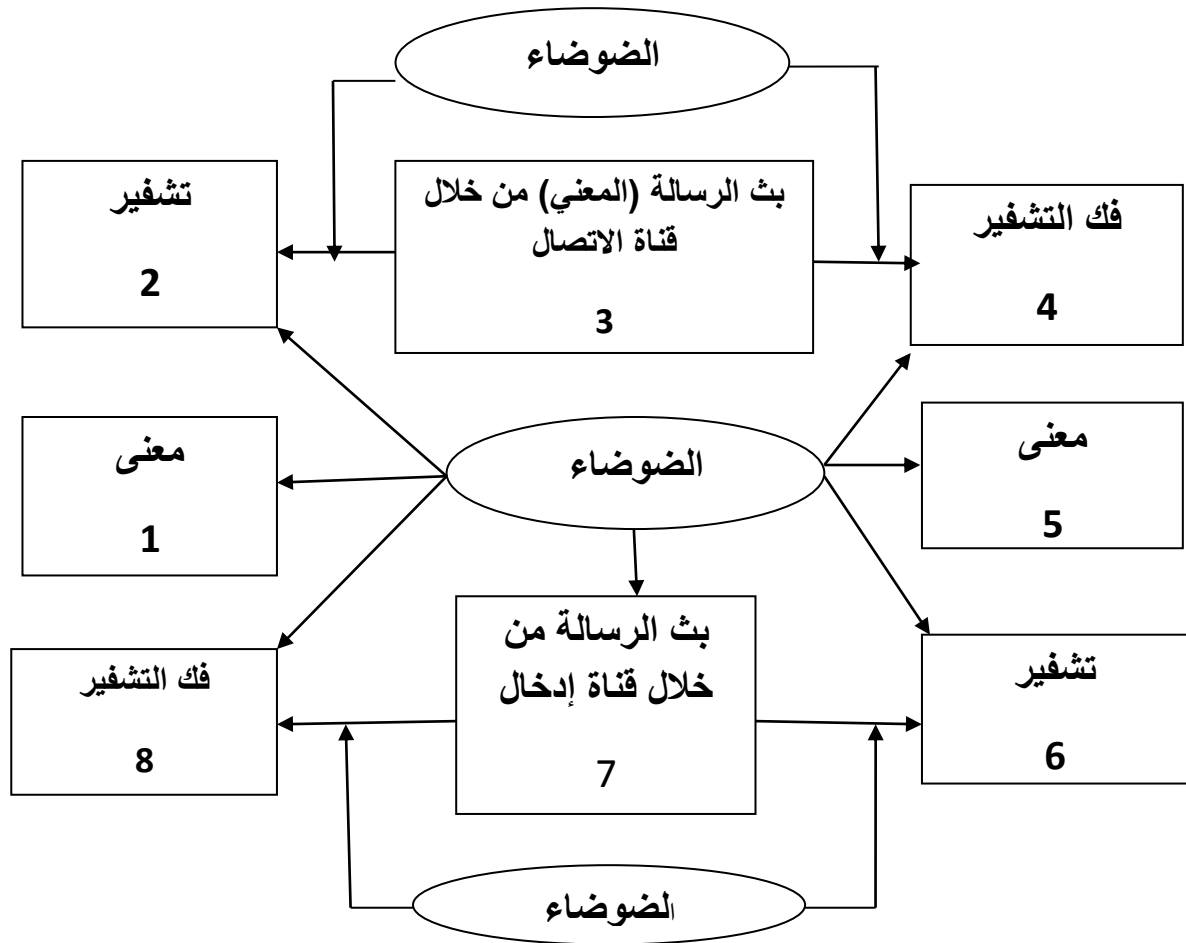 الضوضاء
تشفير
2
بث الرسالة (المعني) من خلال
قناة الاتصال
3
فك التشفير
4
معنى
1
الضوضاء
معنى
5
فك التشفير
8
بث الرسالة من
خلال قناة إدخال
7
تشفير
6
الضوضاء